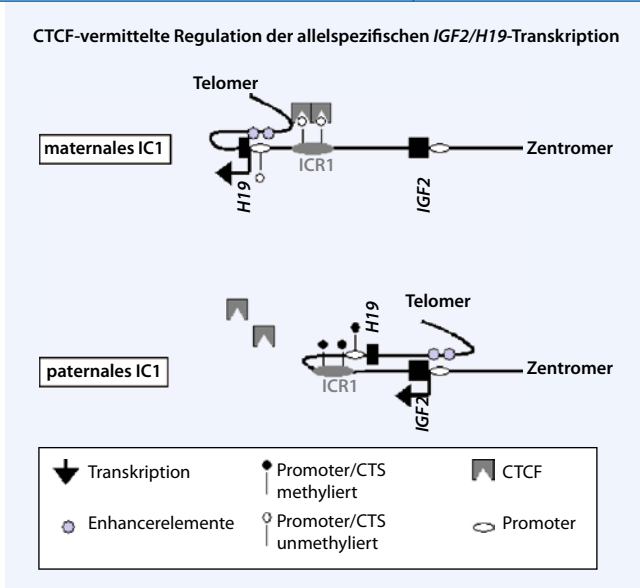 CTCF-vermittelte Regulation der allelspezifischen IGF2/H19-Transkription
Telomer
maternales IC1
Zentromer
ICR1
H19
IGF2
Telomer
H19
paternales IC1
Zentromer
ICR1
IGF2
Transkription
Promoter/CTS
methyliert
CTCF
Enhancerelemente
Promoter/CTS
unmethyliert
Promoter